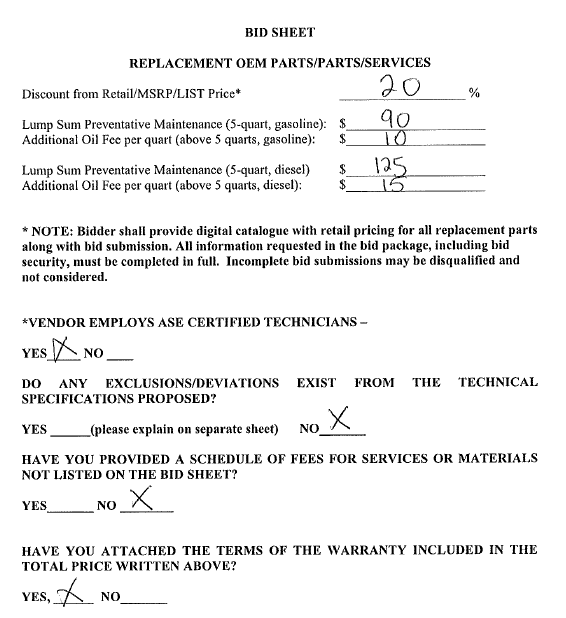 BID SHEET
REPLACEMENT OEM PARTS/PARTS/SERVICES
Discount from Retail/MSRP/LIST Price* 20 %
Lump Sum Preventative Maintenance (5-quart, gasoline): $ 90
Additional Oil Fee per quart (above 5 quarts, gasoline): $ 10
Lump Sum Preventative Maintenance (5-quart, diesel) $ 125
Additional Oil Fee per quart (above 5 quarts, diesel): $ 15
* NOTE: Bidder shall provide digital catalogue with retail pricing for all replacement parts
along with bid submission. All information requested in the bid package, including bid
security, must be completed in full. Incomplete bid submissions may be disqualified and
not considered.
*VENDOR EMPLOYS ASE CERTIFIED TECHNICIANS –
YES X NO ___
DO ANY EXCLUSIONS/DEVIATIONS EXIST FROM THE TECHNICAL
SPECIFICATIONS PROPOSED?
YES _____(please explain on separate sheet) NO X
HAVE YOU PROVIDED A SCHEDULE OF FEES FOR SERVICES OR MATERIALS
NOT LISTED ON THE BID SHEET?
YES______ NO X
HAVE YOU ATTACHED THE TERMS OF THE WARRANTY INCLUDED IN THE
TOTAL PRICE WRITTEN ABOVE?
YES, X NO______